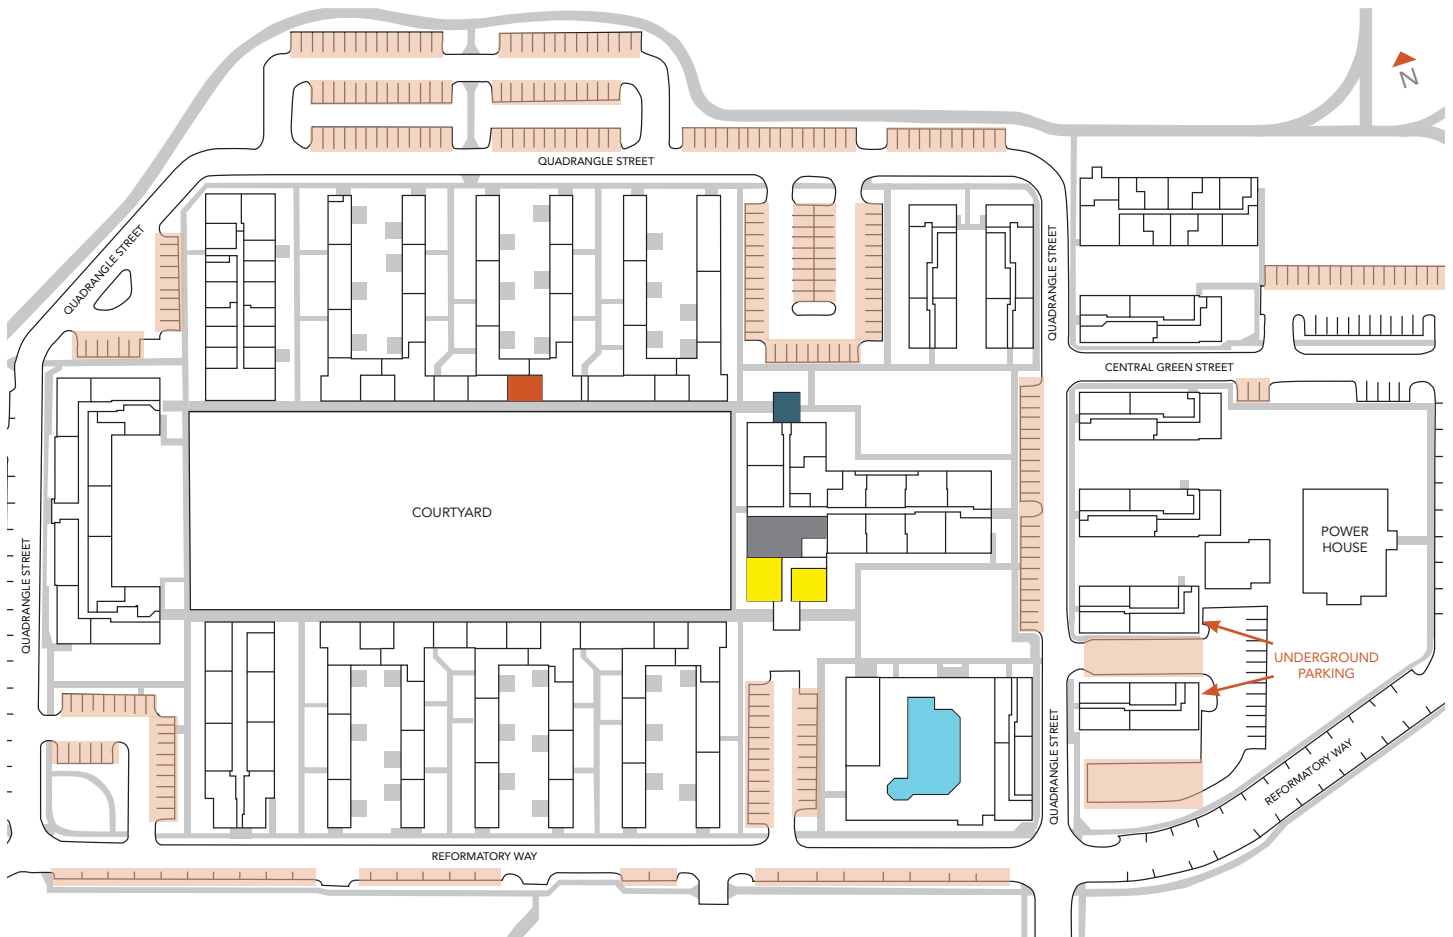 N
QUADRANGLE STREET
QUADRANGLE STREET
QUADRANGLE STREET
CENTRAL GREEN STREET
COURTYARD
POWER
HOUSE
QUADRANGLE STREET
UNDERGROUND
PARKING
QUADRANGLE STREET
REFORMATORY WAY
REFORMATORY WAY